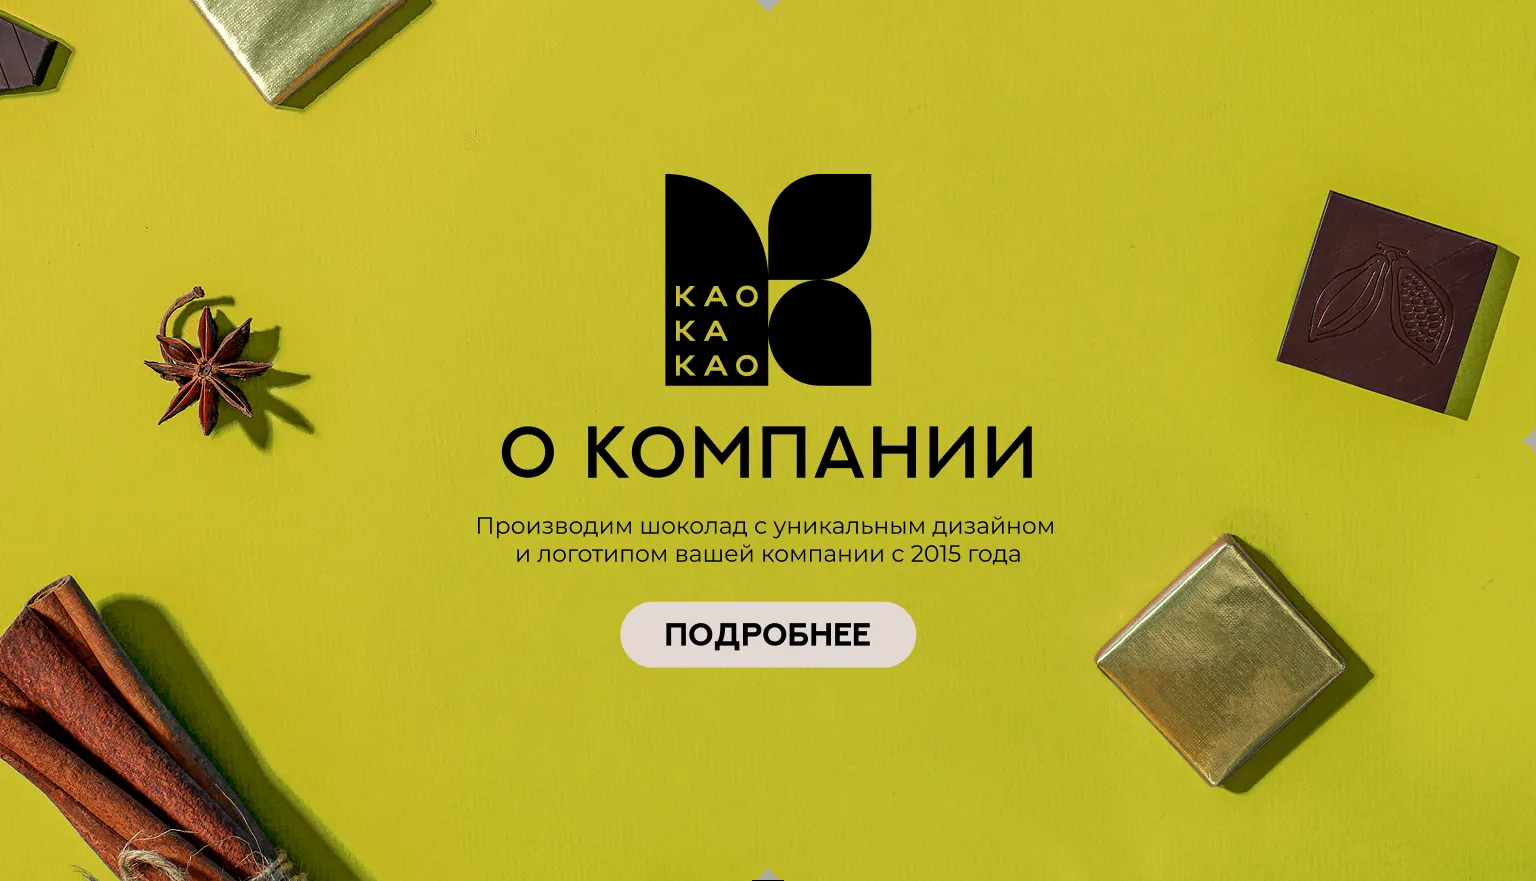 КАО
КА
КАО
О КОМПАНИИ
Производим шоколад с уникальным дизайном
и логотипом вашей компании с 2015 года
ПОДРОБНЕЕ